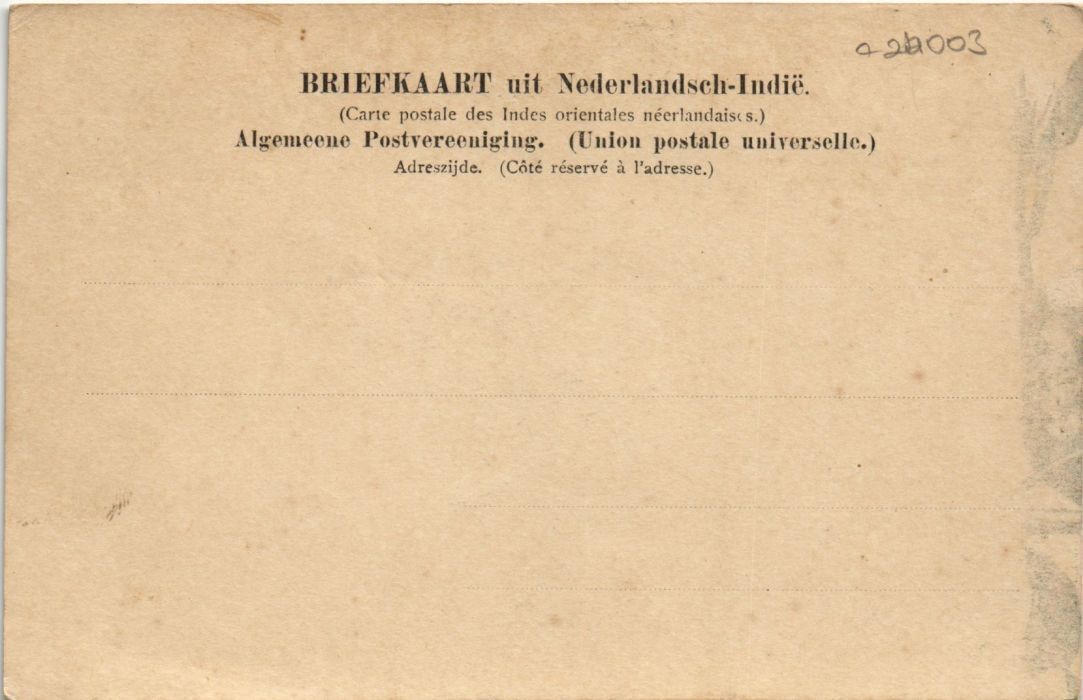 a 2a003
BRIEFKAART uit Nederlandsch-Indië.
(Carte postale des Indes orientales néerlandaises.)
Algemeene Postvereeniging. (Union postale universelle.)
Adreszijde. (Côté réservé à l'adresse.)